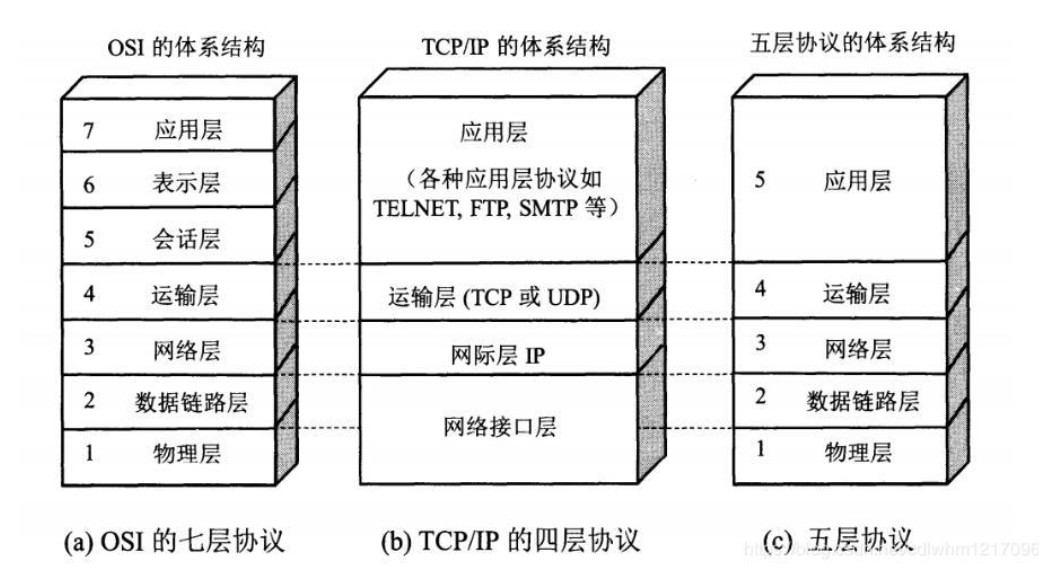 OSI 的体系结构
7 应用层
6 表示层
5 会话层
4 运输层
3 网络层
2 数据链路层
1 物理层
(a) OSI 的七层协议
TCP/IP 的体系结构
应用层
（各种应用层协议如
TELNET, FTP, SMTP 等）
运输层 (TCP 或 UDP)
网际层 IP
网络接口层
(b) TCP/IP 的四层协议
五层协议的体系结构
5 应用层
4 运输层
3 网络层
2 数据链路层
1 物理层
(c) 五层协议